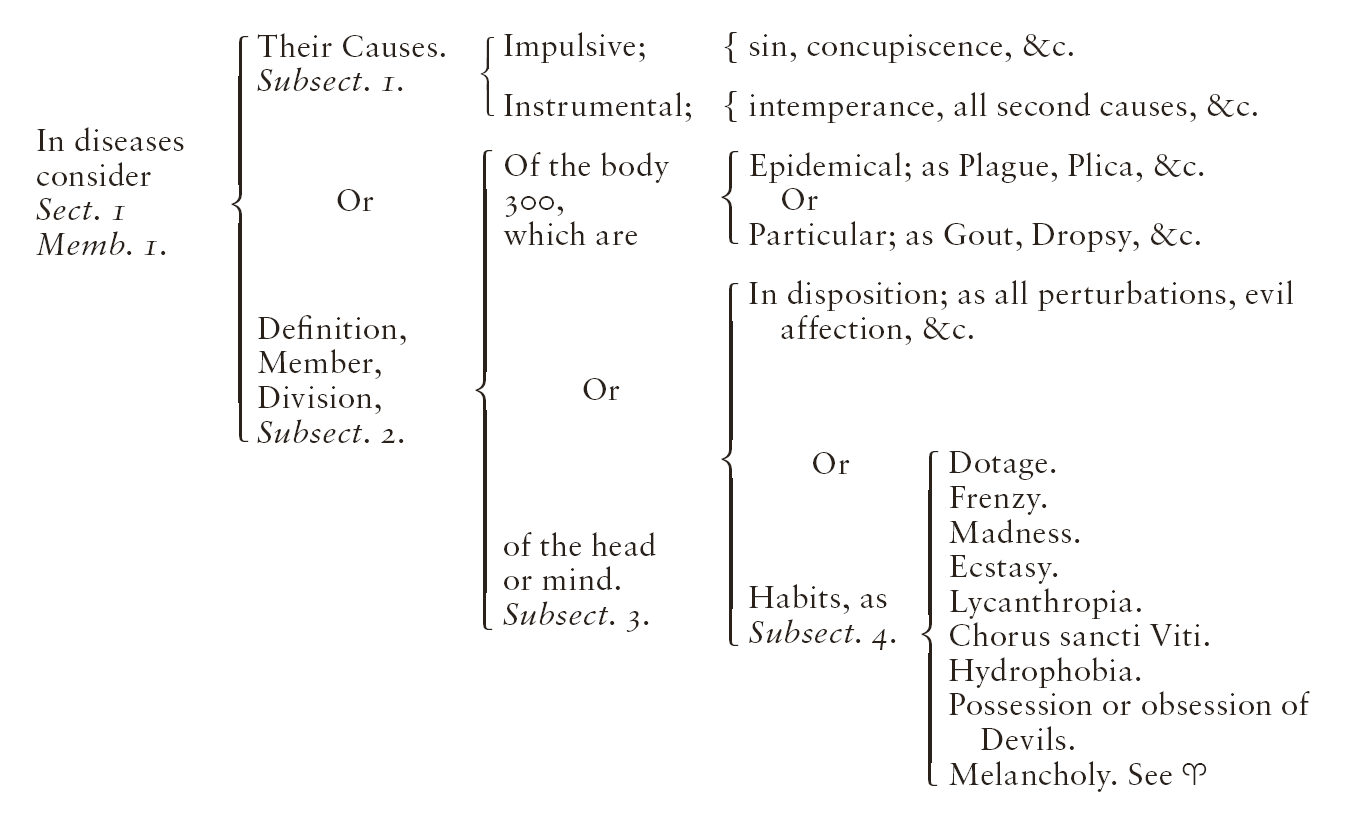 In diseases
consider
Sect. 1
Memb. 1.
Their Causes.
Subsect. 1.
Impulsive;
{ sin, concupiscence, &c.
Instrumental;
{ intemperance, all second causes, &c.
Or
Definition,
Member,
Division,
Subsect. 2.
Of the body
300,
which are
Epidemical; as Plague, Plica, &c.
Or
Particular; as Gout, Dropsy, &c.
Or
of the head
or mind.
Subsect. 3.
In disposition; as all perturbations, evil
affection, &c.
Or
Habits, as
Subsect. 4.
Dotage.
Frenzy.
Madness.
Ecstasy.
Lycanthropia.
Chorus sancti Viti.
Hydrophobia.
Possession or obsession of
Devils.
Melancholy. See ♈